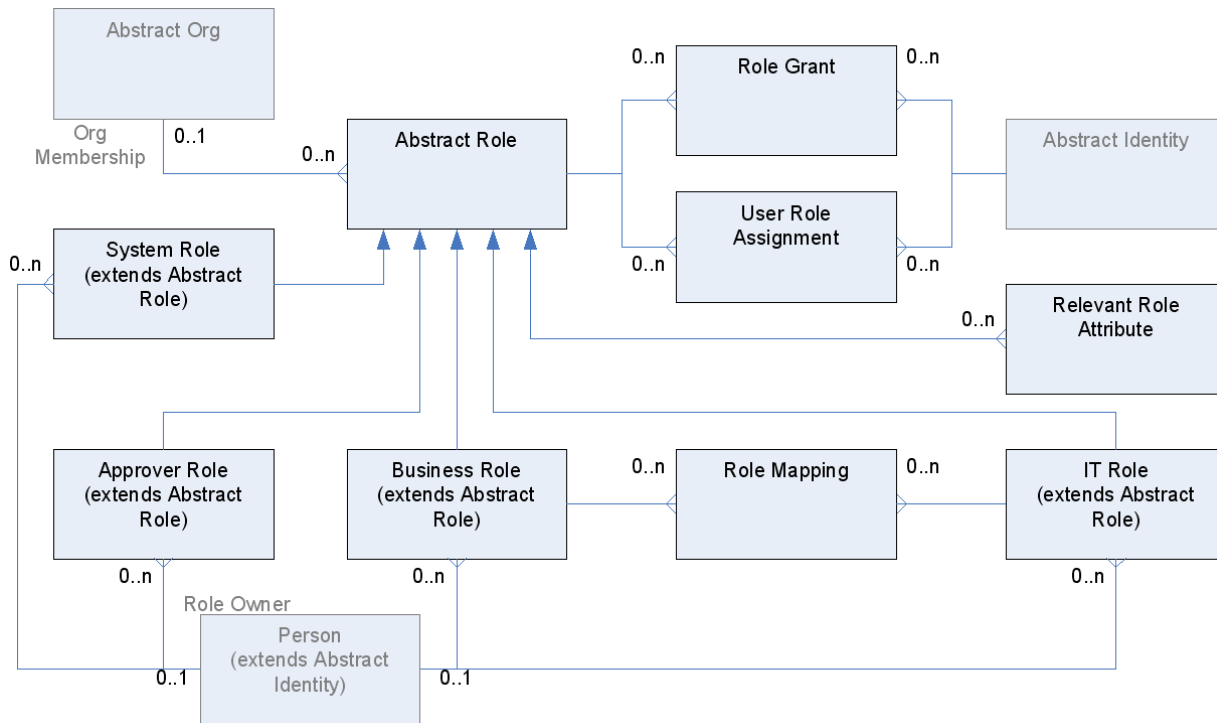 Abstract Org
0..n
Role Grant
0..n
Org
Membership
0..1
0..n
Abstract Role
Abstract Identity
System Role
(extends Abstract
Role)
0..n
User Role
Assignment
0..n
0..n
0..n
Relevant Role
Attribute
Approver Role
(extends Abstract
Role)
Business Role
(extends Abstract
Role)
0..n
Role Mapping
0..n
IT Role
(extends Abstract
Role)
0..n
0..n
0..n
Role Owner
Person
(extends Abstract
Identity)
0..1
0..1